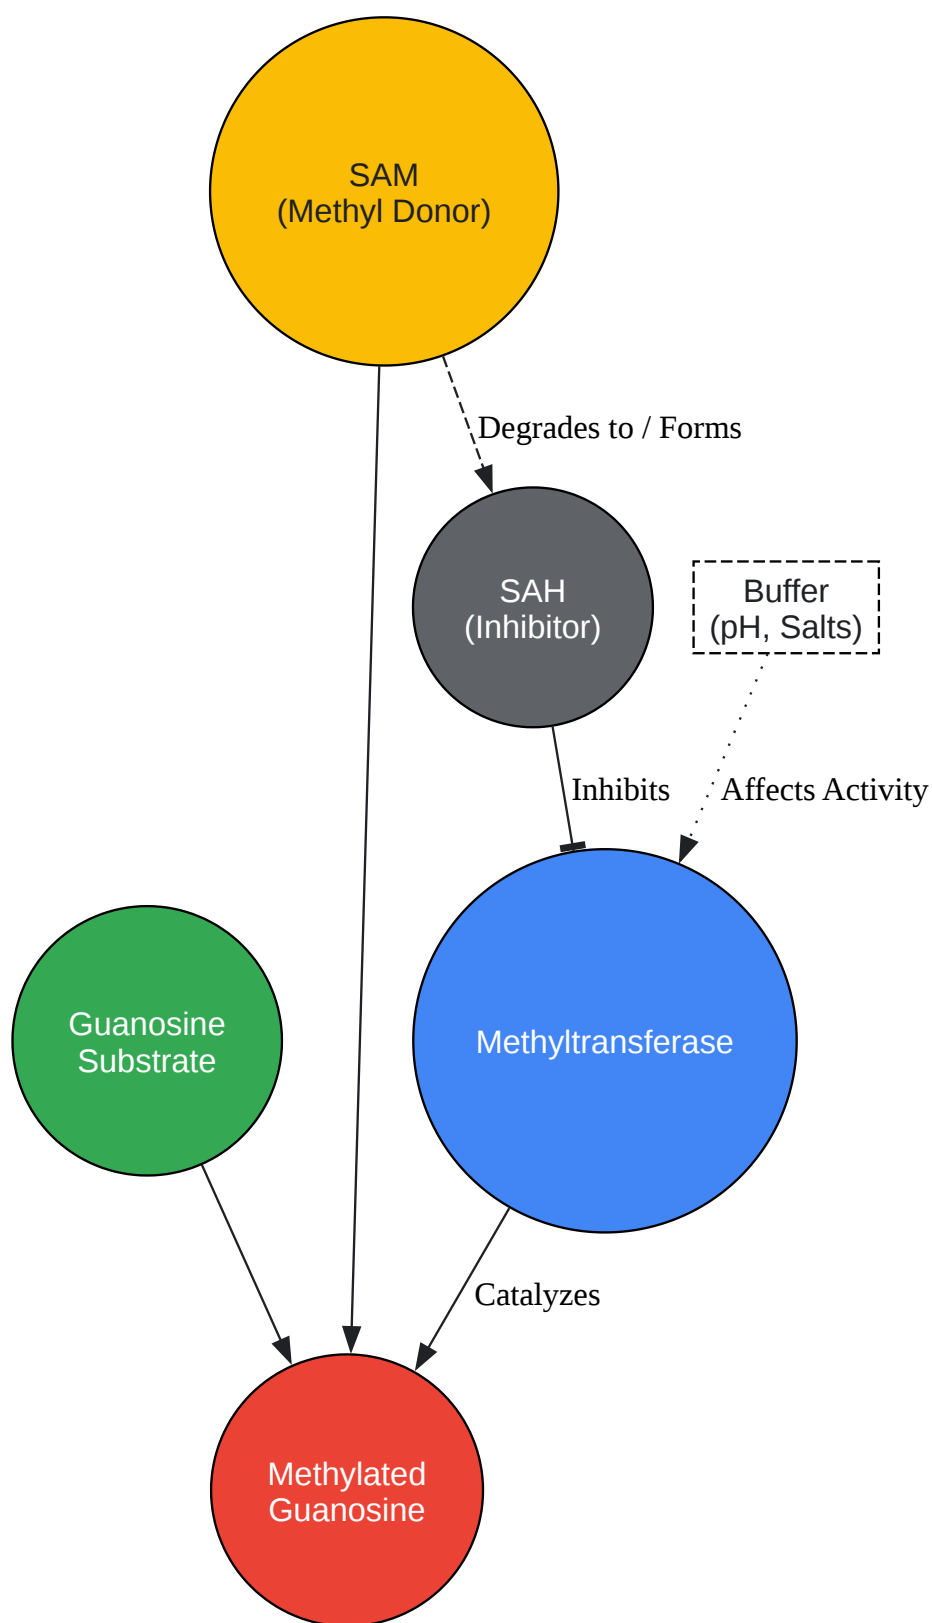 SAM
(Methyl Donor)
Degrades to / Forms
SAH
(Inhibitor)
Buffer
(pH, Salts)
Inhibits
Affects Activity
Guanosine
Substrate
Methyltransferase
Catalyzes
Methylated
Guanosine